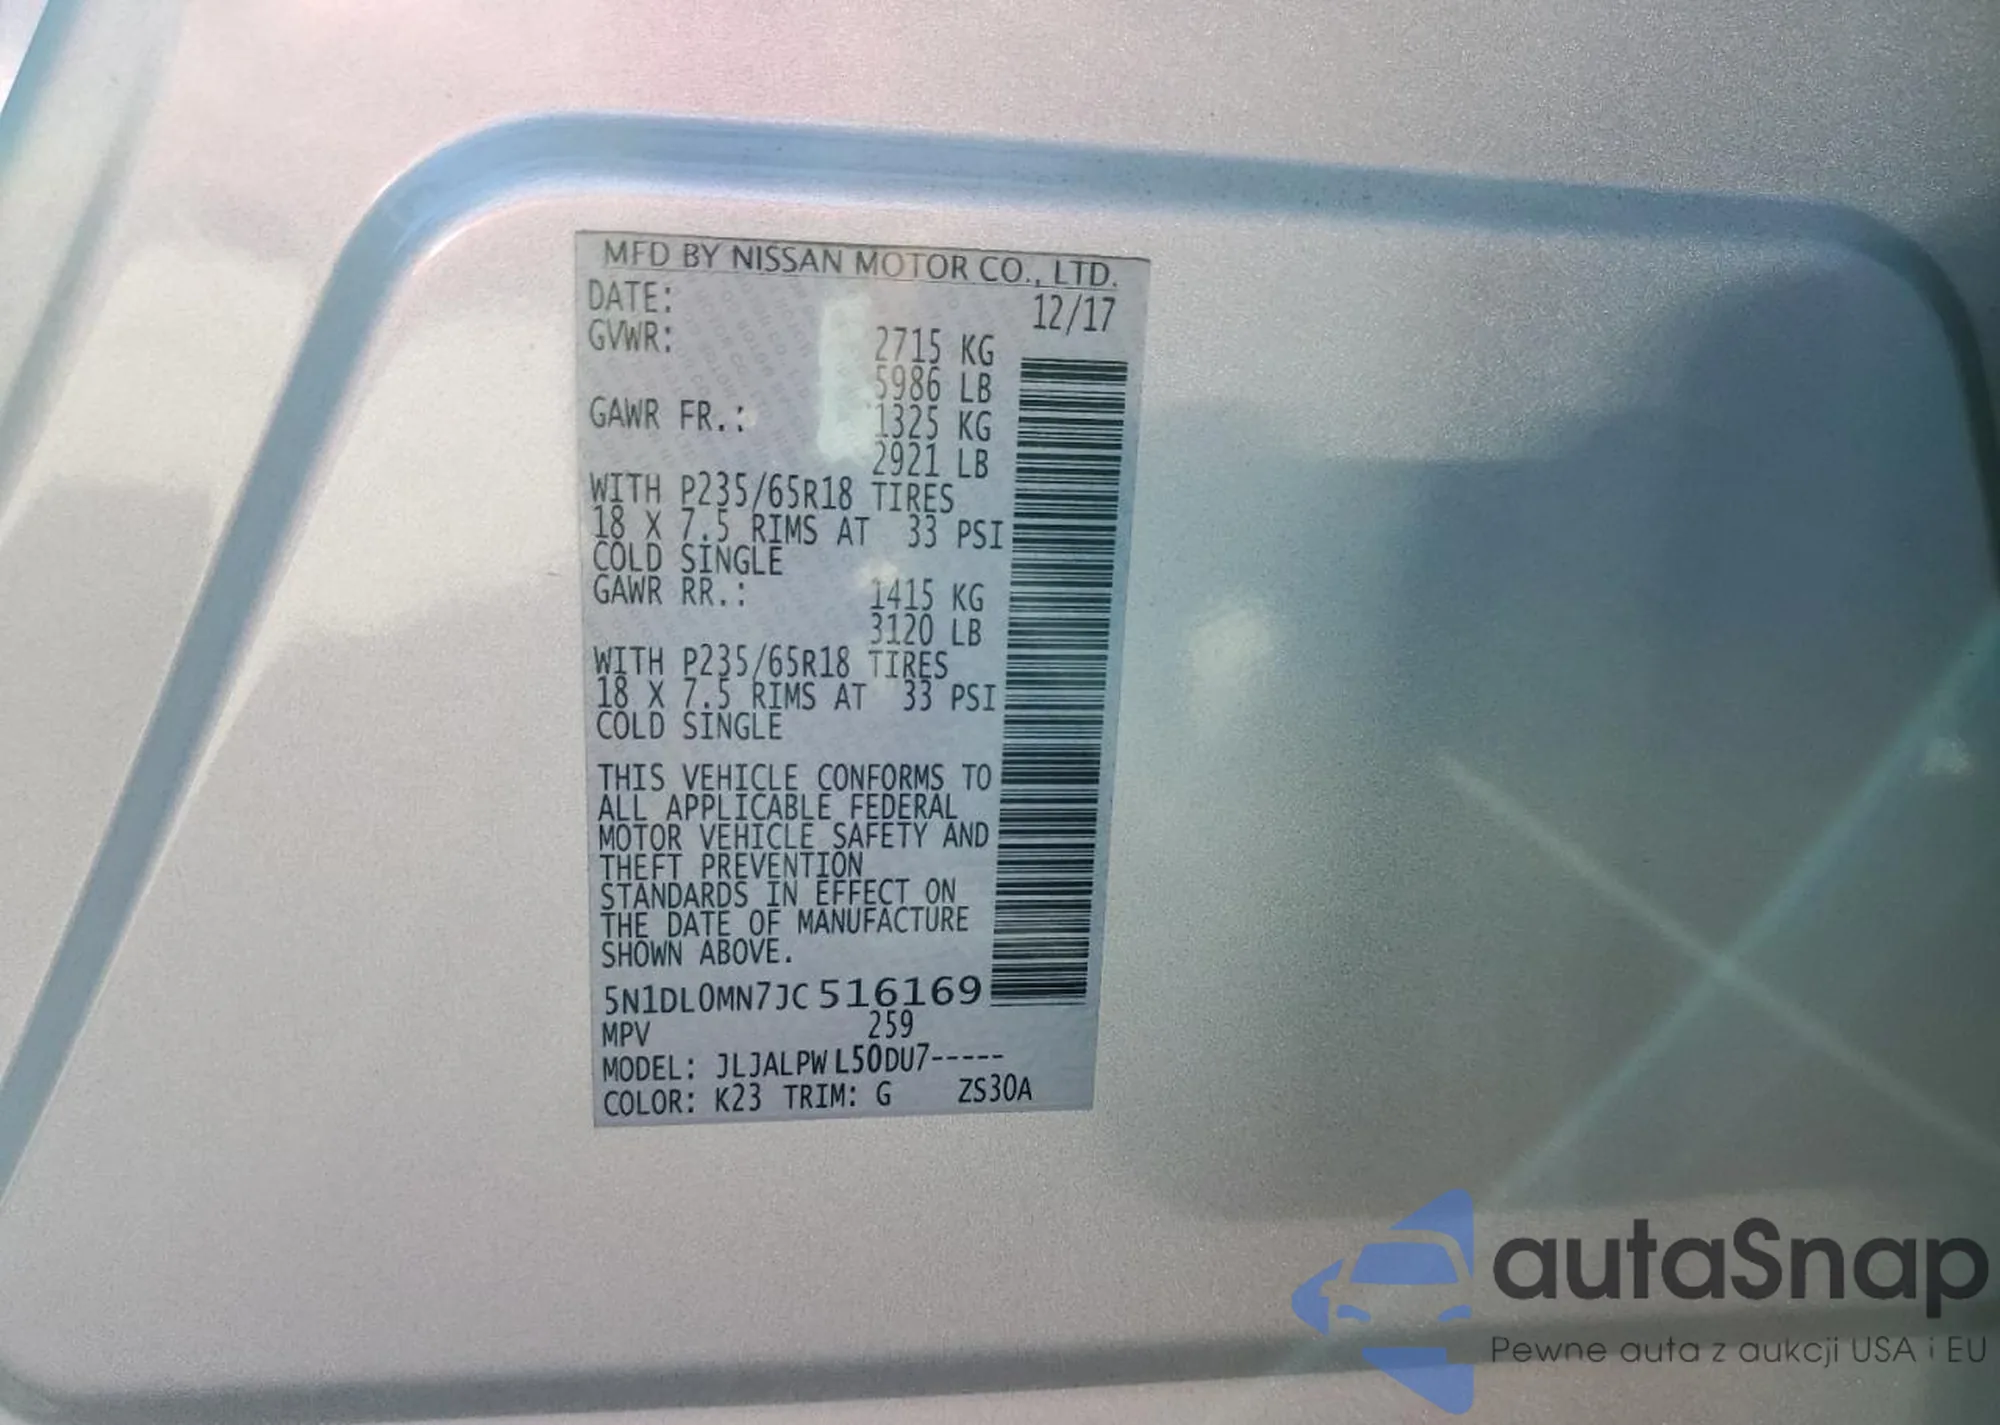 MFD BY NISSAN MOTOR CO., LTD.
DATE: 12/17
GVWR: 2715 KG
5986 LB
GAWR FR.: 1325 KG
2921 LB
WITH P235/65R18 TIRES
18 X 7.5 RIMS AT 33 PSI
COLD SINGLE
GAWR RR.: 1415 KG
3120 LB
WITH P235/65R18 TIRES
18 X 7.5 RIMS AT 33 PSI
COLD SINGLE
THIS VEHICLE CONFORMS TO
ALL APPLICABLE FEDERAL
MOTOR VEHICLE SAFETY AND
THEFT PREVENTION
STANDARDS IN EFFECT ON
THE DATE OF MANUFACTURE
SHOWN ABOVE.
5N1DL0MN7JC516169
MPV 259
MODEL: JLJALPWL50DU7-----
COLOR: K23 TRIM: G ZS30A
autaSnap
Pewne auta z aukcji USA i EU